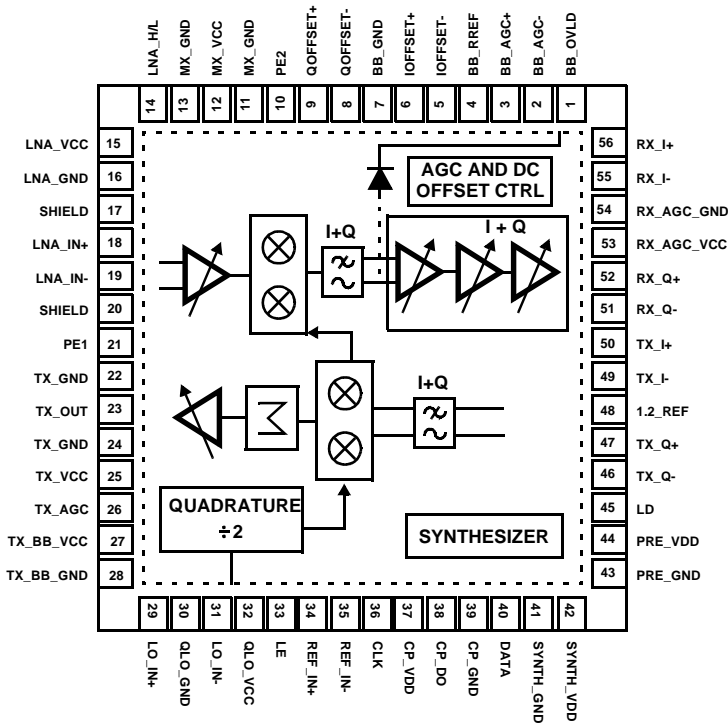 LNA_H/L
MX_GND
MX_VCC
MX_GND
PE2
QOFFSET+
QOFFSET-
BB_GND
IOFFSET+
IOFFSET-
BB_RREF
BB_AGC+
BB_AGC-
BB_OVLD
14
13
12
11
10
9
8
7
6
5
4
3
2
1
LNA_VCC 15
LNA_GND 16
SHIELD 17
LNA_IN+ 18
LNA_IN- 19
SHIELD 20
PE1 21
TX_GND 22
TX_OUT 23
TX_GND 24
TX_VCC 25
TX_AGC 26
TX_BB_VCC 27
TX_BB_GND 28
AGC AND DC
OFFSET CTRL
I+Q
I + Q
I+Q
Σ
QUADRATURE
÷2
SYNTHESIZER
56 RX_I+
55 RX_I-
54 RX_AGC_GND
53 RX_AGC_VCC
52 RX_Q+
51 RX_Q-
50 TX_I+
49 TX_I-
48 1.2_REF
47 TX_Q+
46 TX_Q-
45 LD
44 PRE_VDD
43 PRE_GND
29
30
31
32
33
34
35
36
37
38
39
40
41
42
LO_IN+
QLO_GND
LO_IN-
QLO_VCC
LE
REF_IN+
REF_IN-
CLK
CP_VDD
CP_DO
CP_GND
DATA
SYNTH_GND
SYNTH_VDD